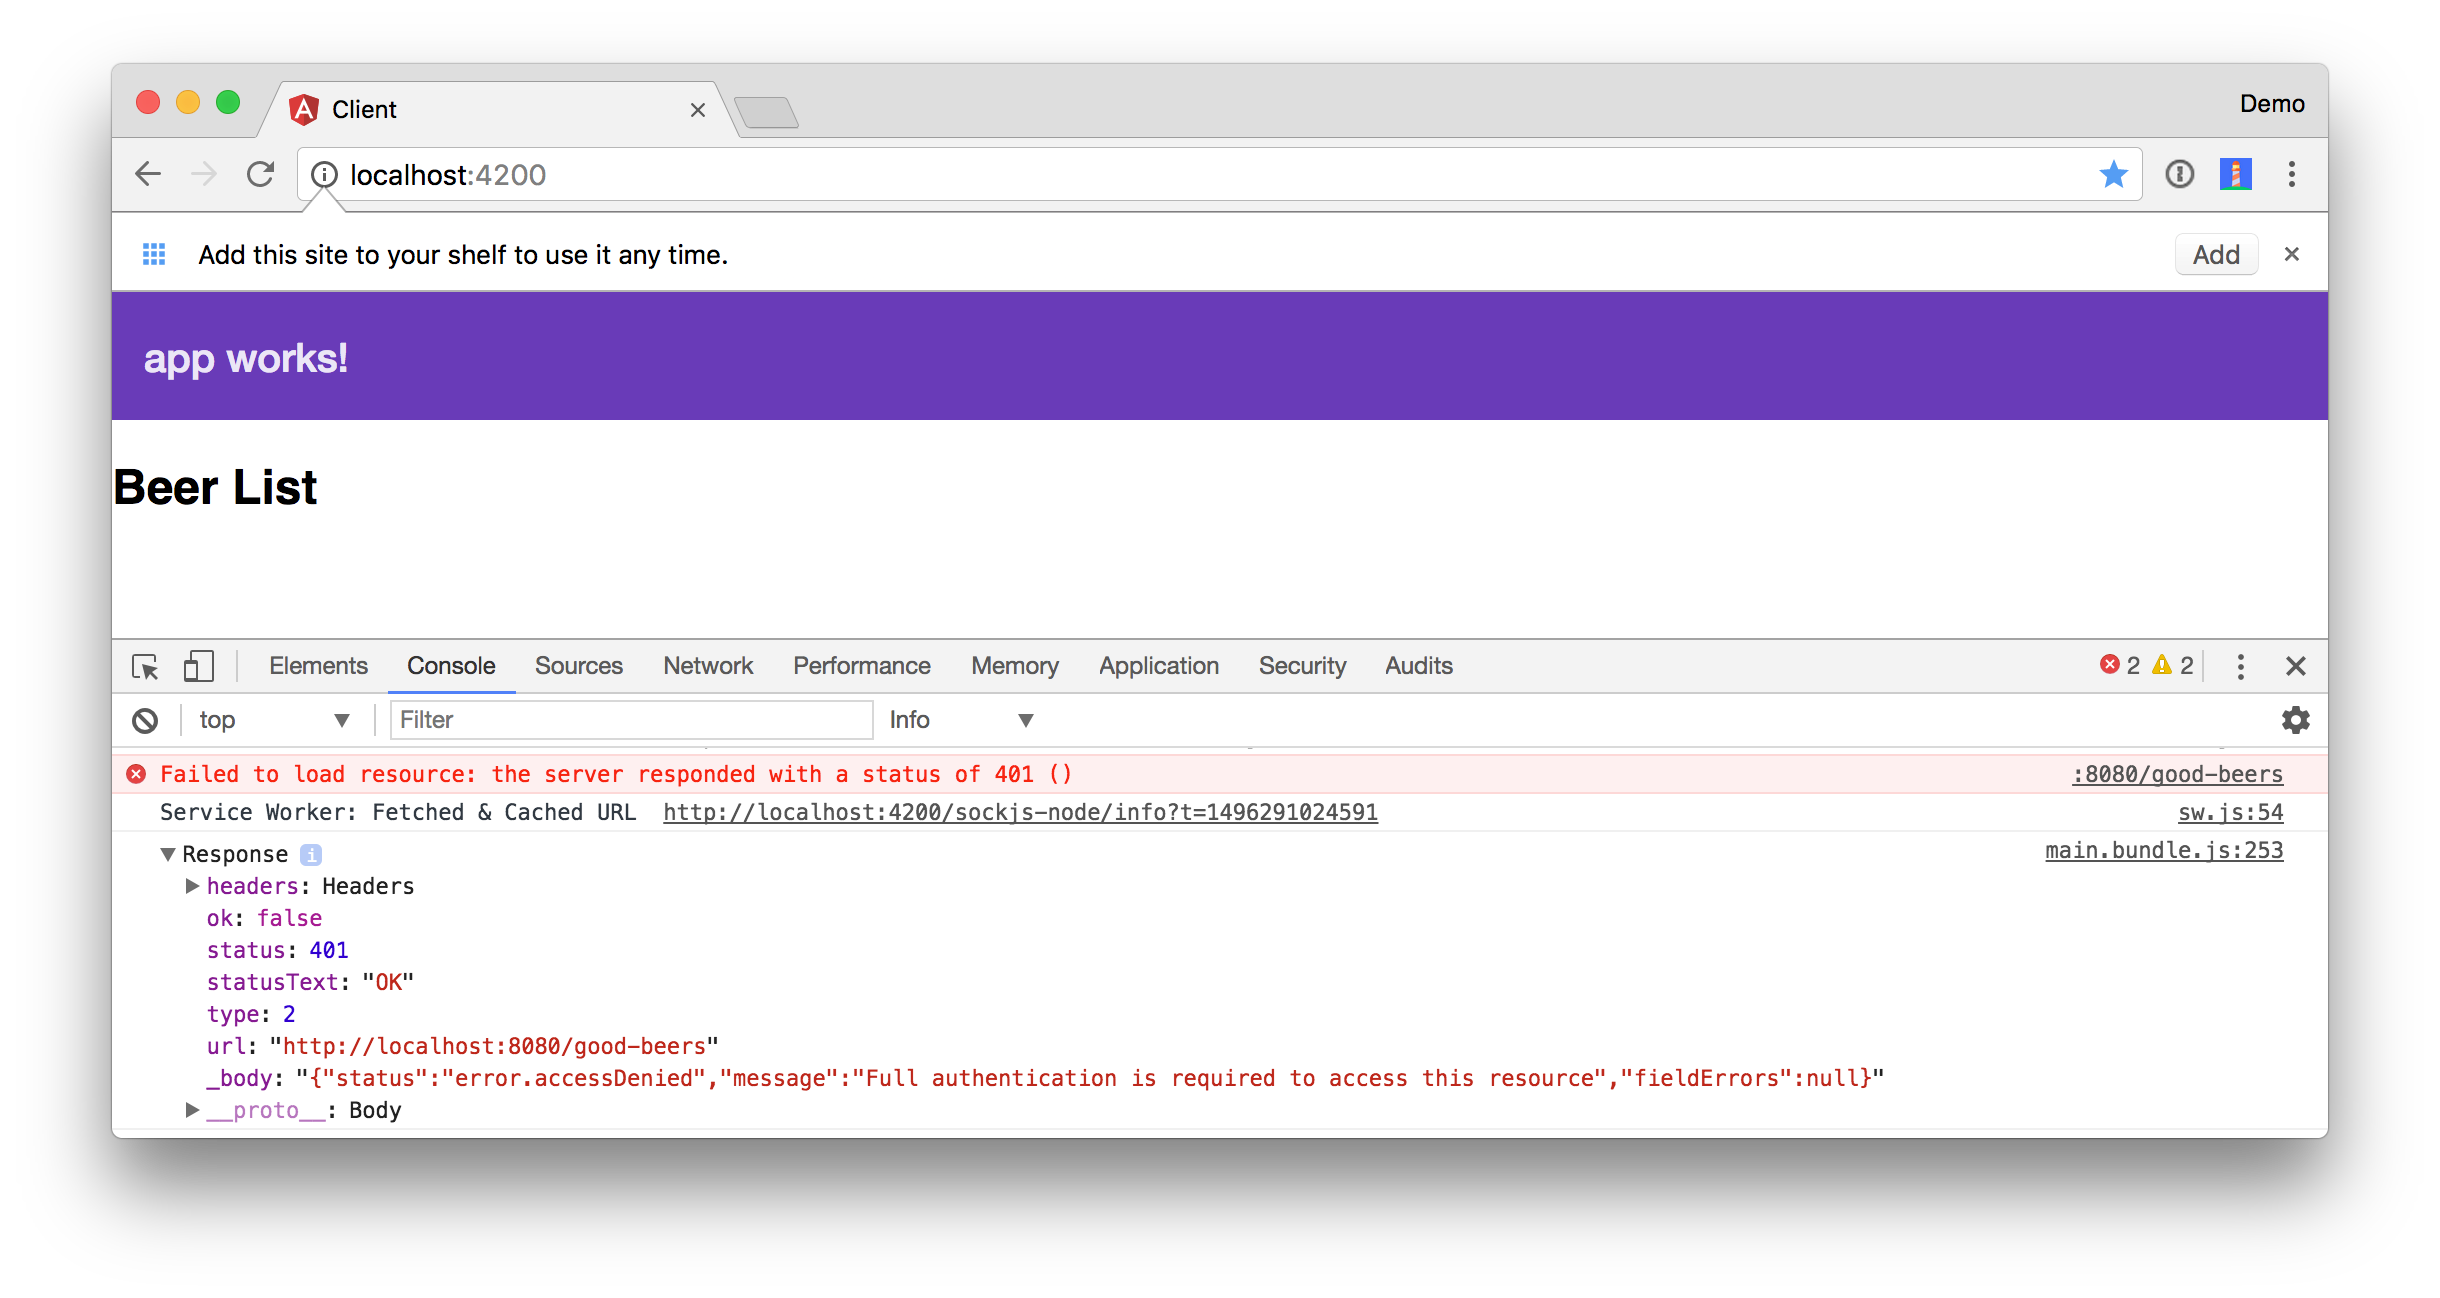 Client
Demo
localhost:4200
Add this site to your shelf to use it any time.
Add
app works!
Beer List
Elements Console Sources Network Performance Memory Application Security Audits 2 2
top Filter Info
Failed to load resource: the server responded with a status of 401 () :8080/good-beers
Service Worker: Fetched & Cached URL http://localhost:4200/sockjs-node/info?t=1496291024591 sw.js:54
Response i main.bundle.js:253
headers: Headers
ok: false
status: 401
statusText: "OK"
type: 2
url: "http://localhost:8080/good-beers"
_body: "{"status":"error.accessDenied","message":"Full authentication is required to access this resource","fieldErrors":null}"
__proto__: Body